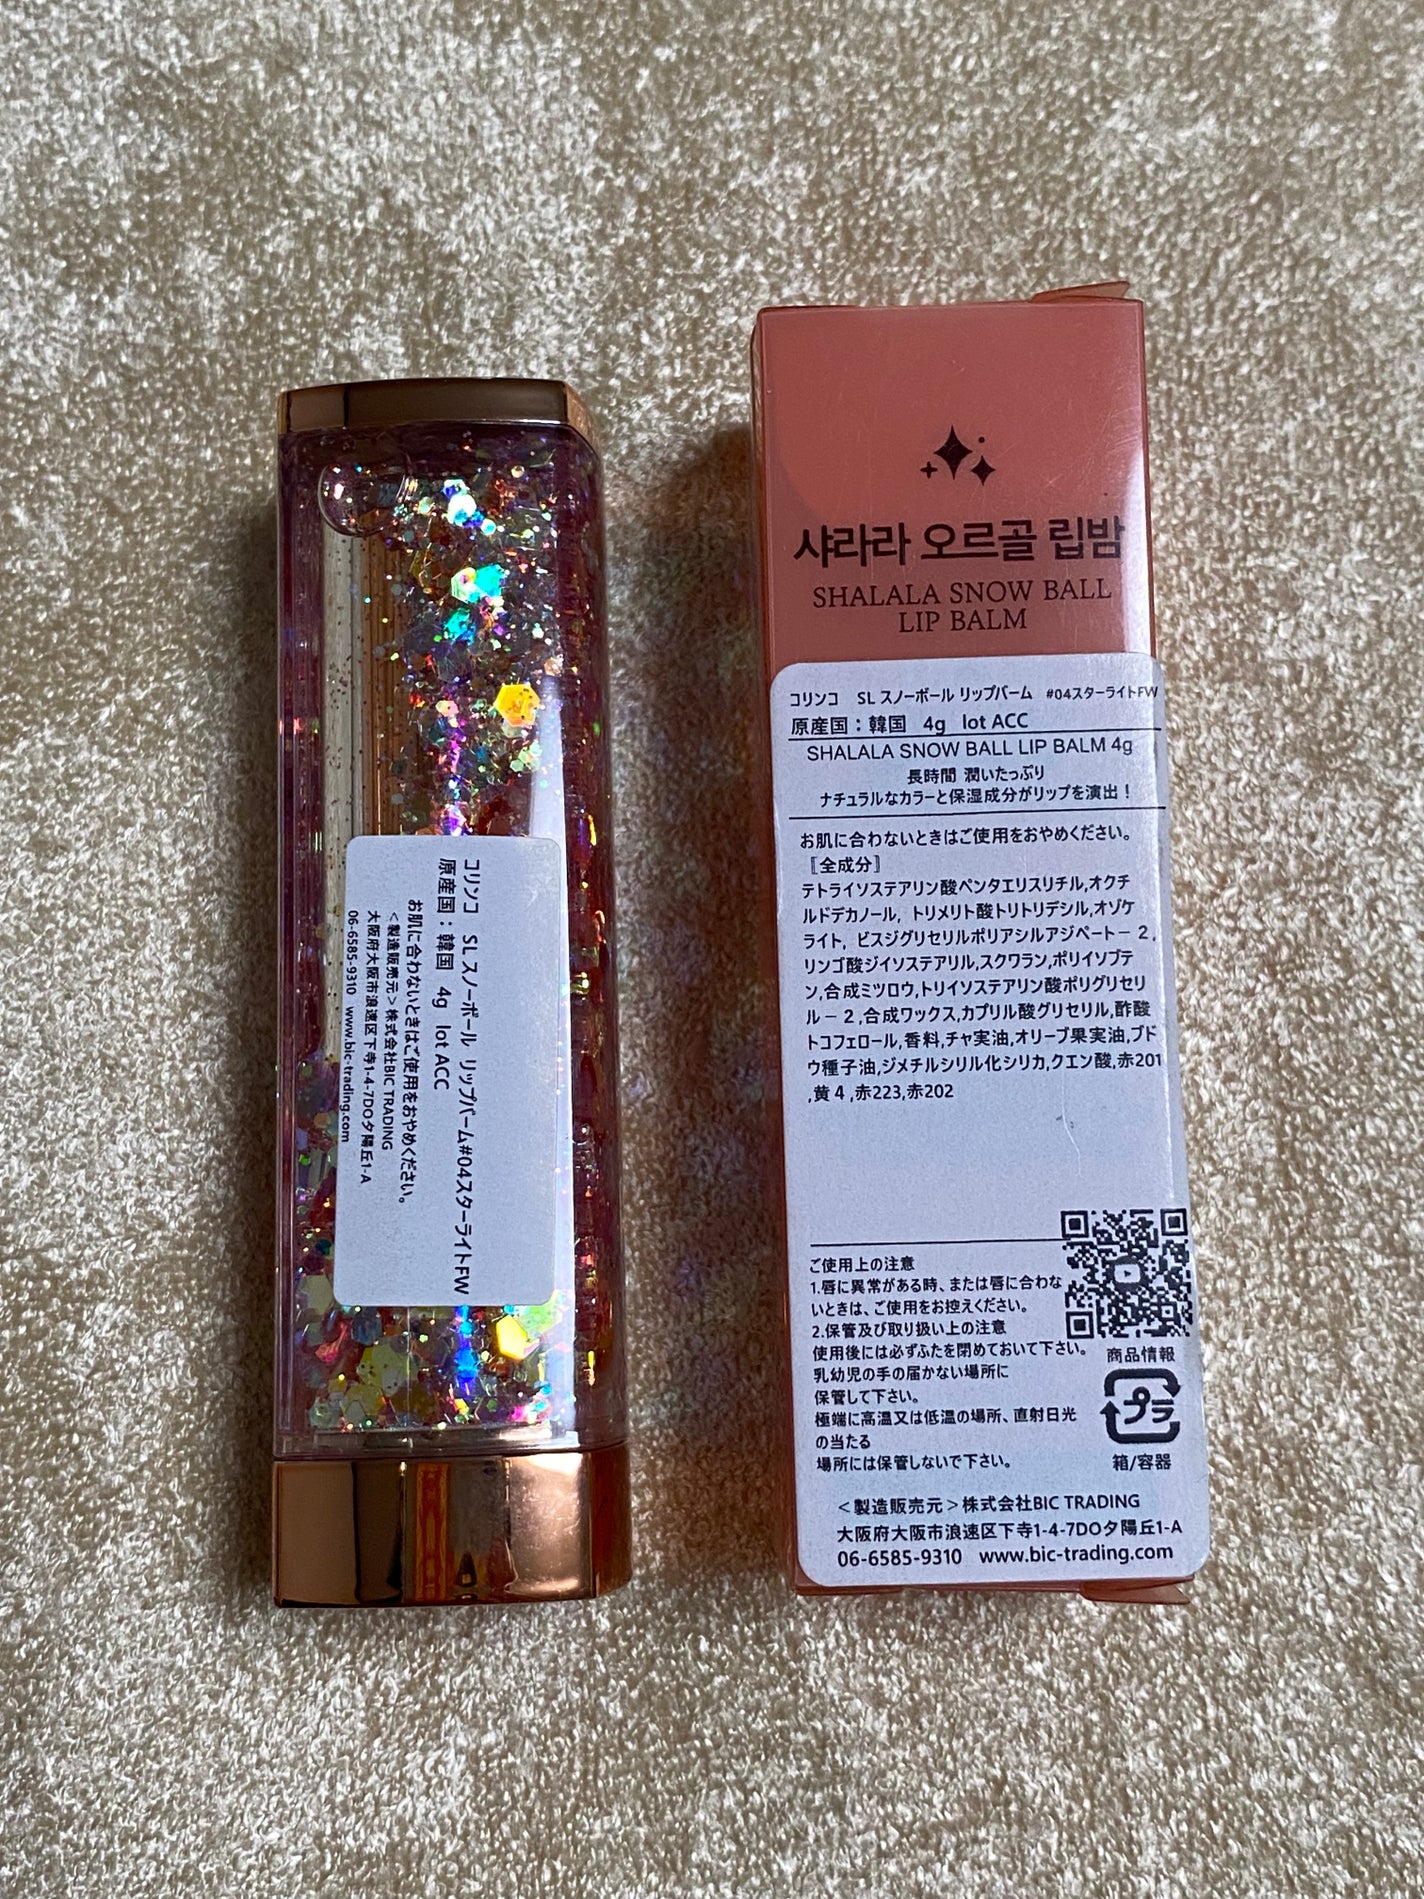 コリンコ SL スノーボール リップバーム#04スターライトFW
原産国：韓国 4g lot ACC
お肌に合わないときはご使用をおやめください。
＜製造販売元＞株式会社BIC TRADING
大阪府大阪市浪速区下寺1-4-7DO夕陽丘1-A
06-6585-9310 www.bic-trading.com
샤라라 오르골 립밤
SHALALA SNOW BALL
LIP BALM
コリンコ SL スノーボール リップバーム #04スターライトFW
原産国：韓国 4g lot ACC
SHALALA SNOW BALL LIP BALM 4g
長時間 潤いたっぷり
ナチュラルなカラーと保湿成分がリップを演出！
お肌に合わないときはご使用をおやめください。
〖全成分〗
テトライソステアリン酸ペンタエリスリチル,オクチ
ルドデカノール, トリメリト酸トリトリデシル,オゾケ
ライト, ビスジグリセリルポリアシルアジペート－２,
リンゴ酸ジイソステアリル,スクワラン,ポリイソブテ
ン,合成ミツロウ,トリイソステアリン酸ポリグリセリ
ル－２,合成ワックス,カプリル酸グリセリル,酢酸
トコフェロール,香料,チャ実油,オリーブ果実油,ブド
ウ種子油,ジメチルシリル化シリカ,クエン酸,赤201
,黄４,赤223,赤202
ご使用上の注意
1.唇に異常がある時、または唇に合わな
いときは、ご使用をお控えください。
2.保管及び取り扱い上の注意
使用後には必ずふたを閉めておいて下さい。
乳幼児の手の届かない場所に
保管して下さい。
極端に高温又は低温の場所、直射日光
の当たる
場所には保管しないで下さい。
商品情報
プラ
箱/容器
＜製造販売元＞株式会社BIC TRADING
大阪府大阪市浪速区下寺1-4-7DO夕陽丘1-A
06-6585-9310 www.bic-trading.com